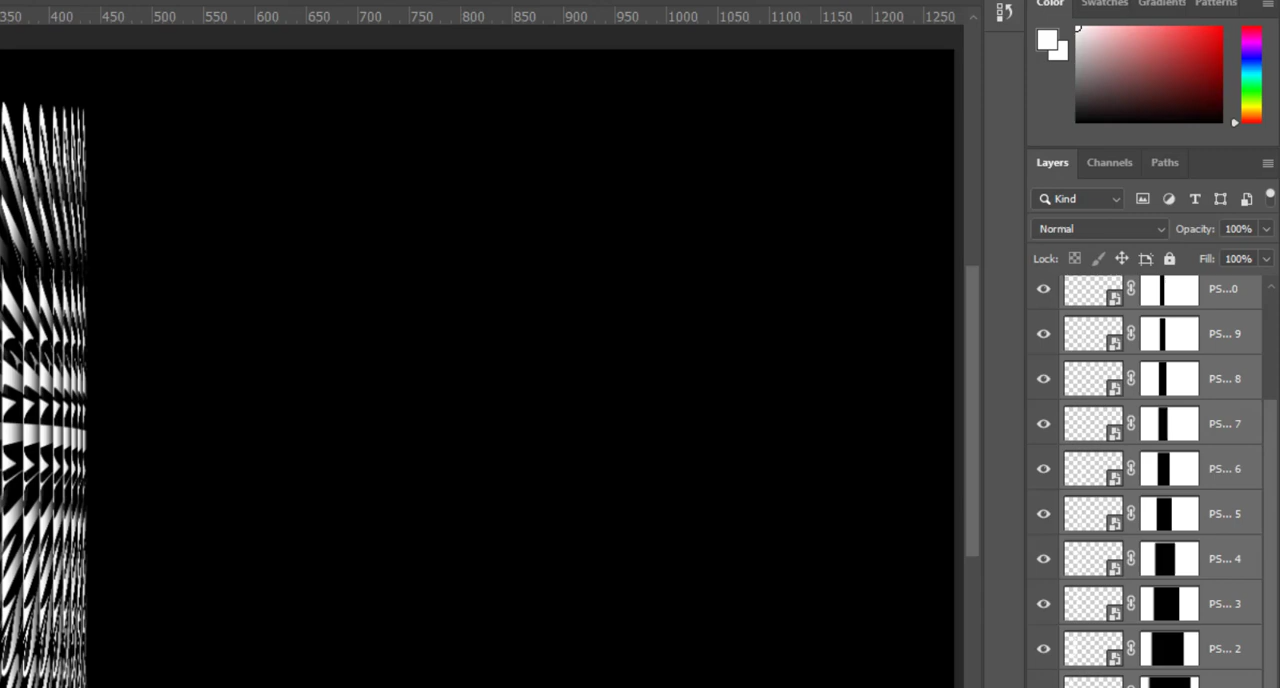 350 400 450 500 550 600 650 700 750 800 850 900 950 1000 1050 1100 1150 1200 1250
Color Swatches Gradients Patterns
Layers Channels Paths
Kind
Normal Opacity: 100%
Lock: Fill: 100%
PS...0
PS... 9
PS... 8
PS... 7
PS... 6
PS... 5
PS... 4
PS... 3
PS... 2